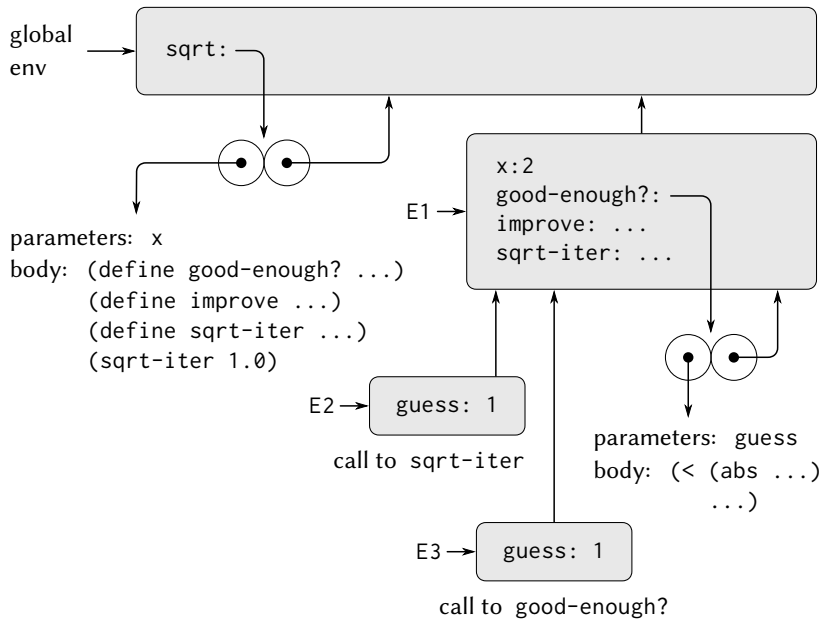 global
env
sqrt:
x:2
good-enough?:
improve: ...
sqrt-iter: ...
E1
parameters: x
body: (define good-enough? ...)
(define improve ...)
(define sqrt-iter ...)
(sqrt-iter 1.0)
E2
guess: 1
call to sqrt-iter
parameters: guess
body: (< (abs ...)
...)
E3
guess: 1
call to good-enough?